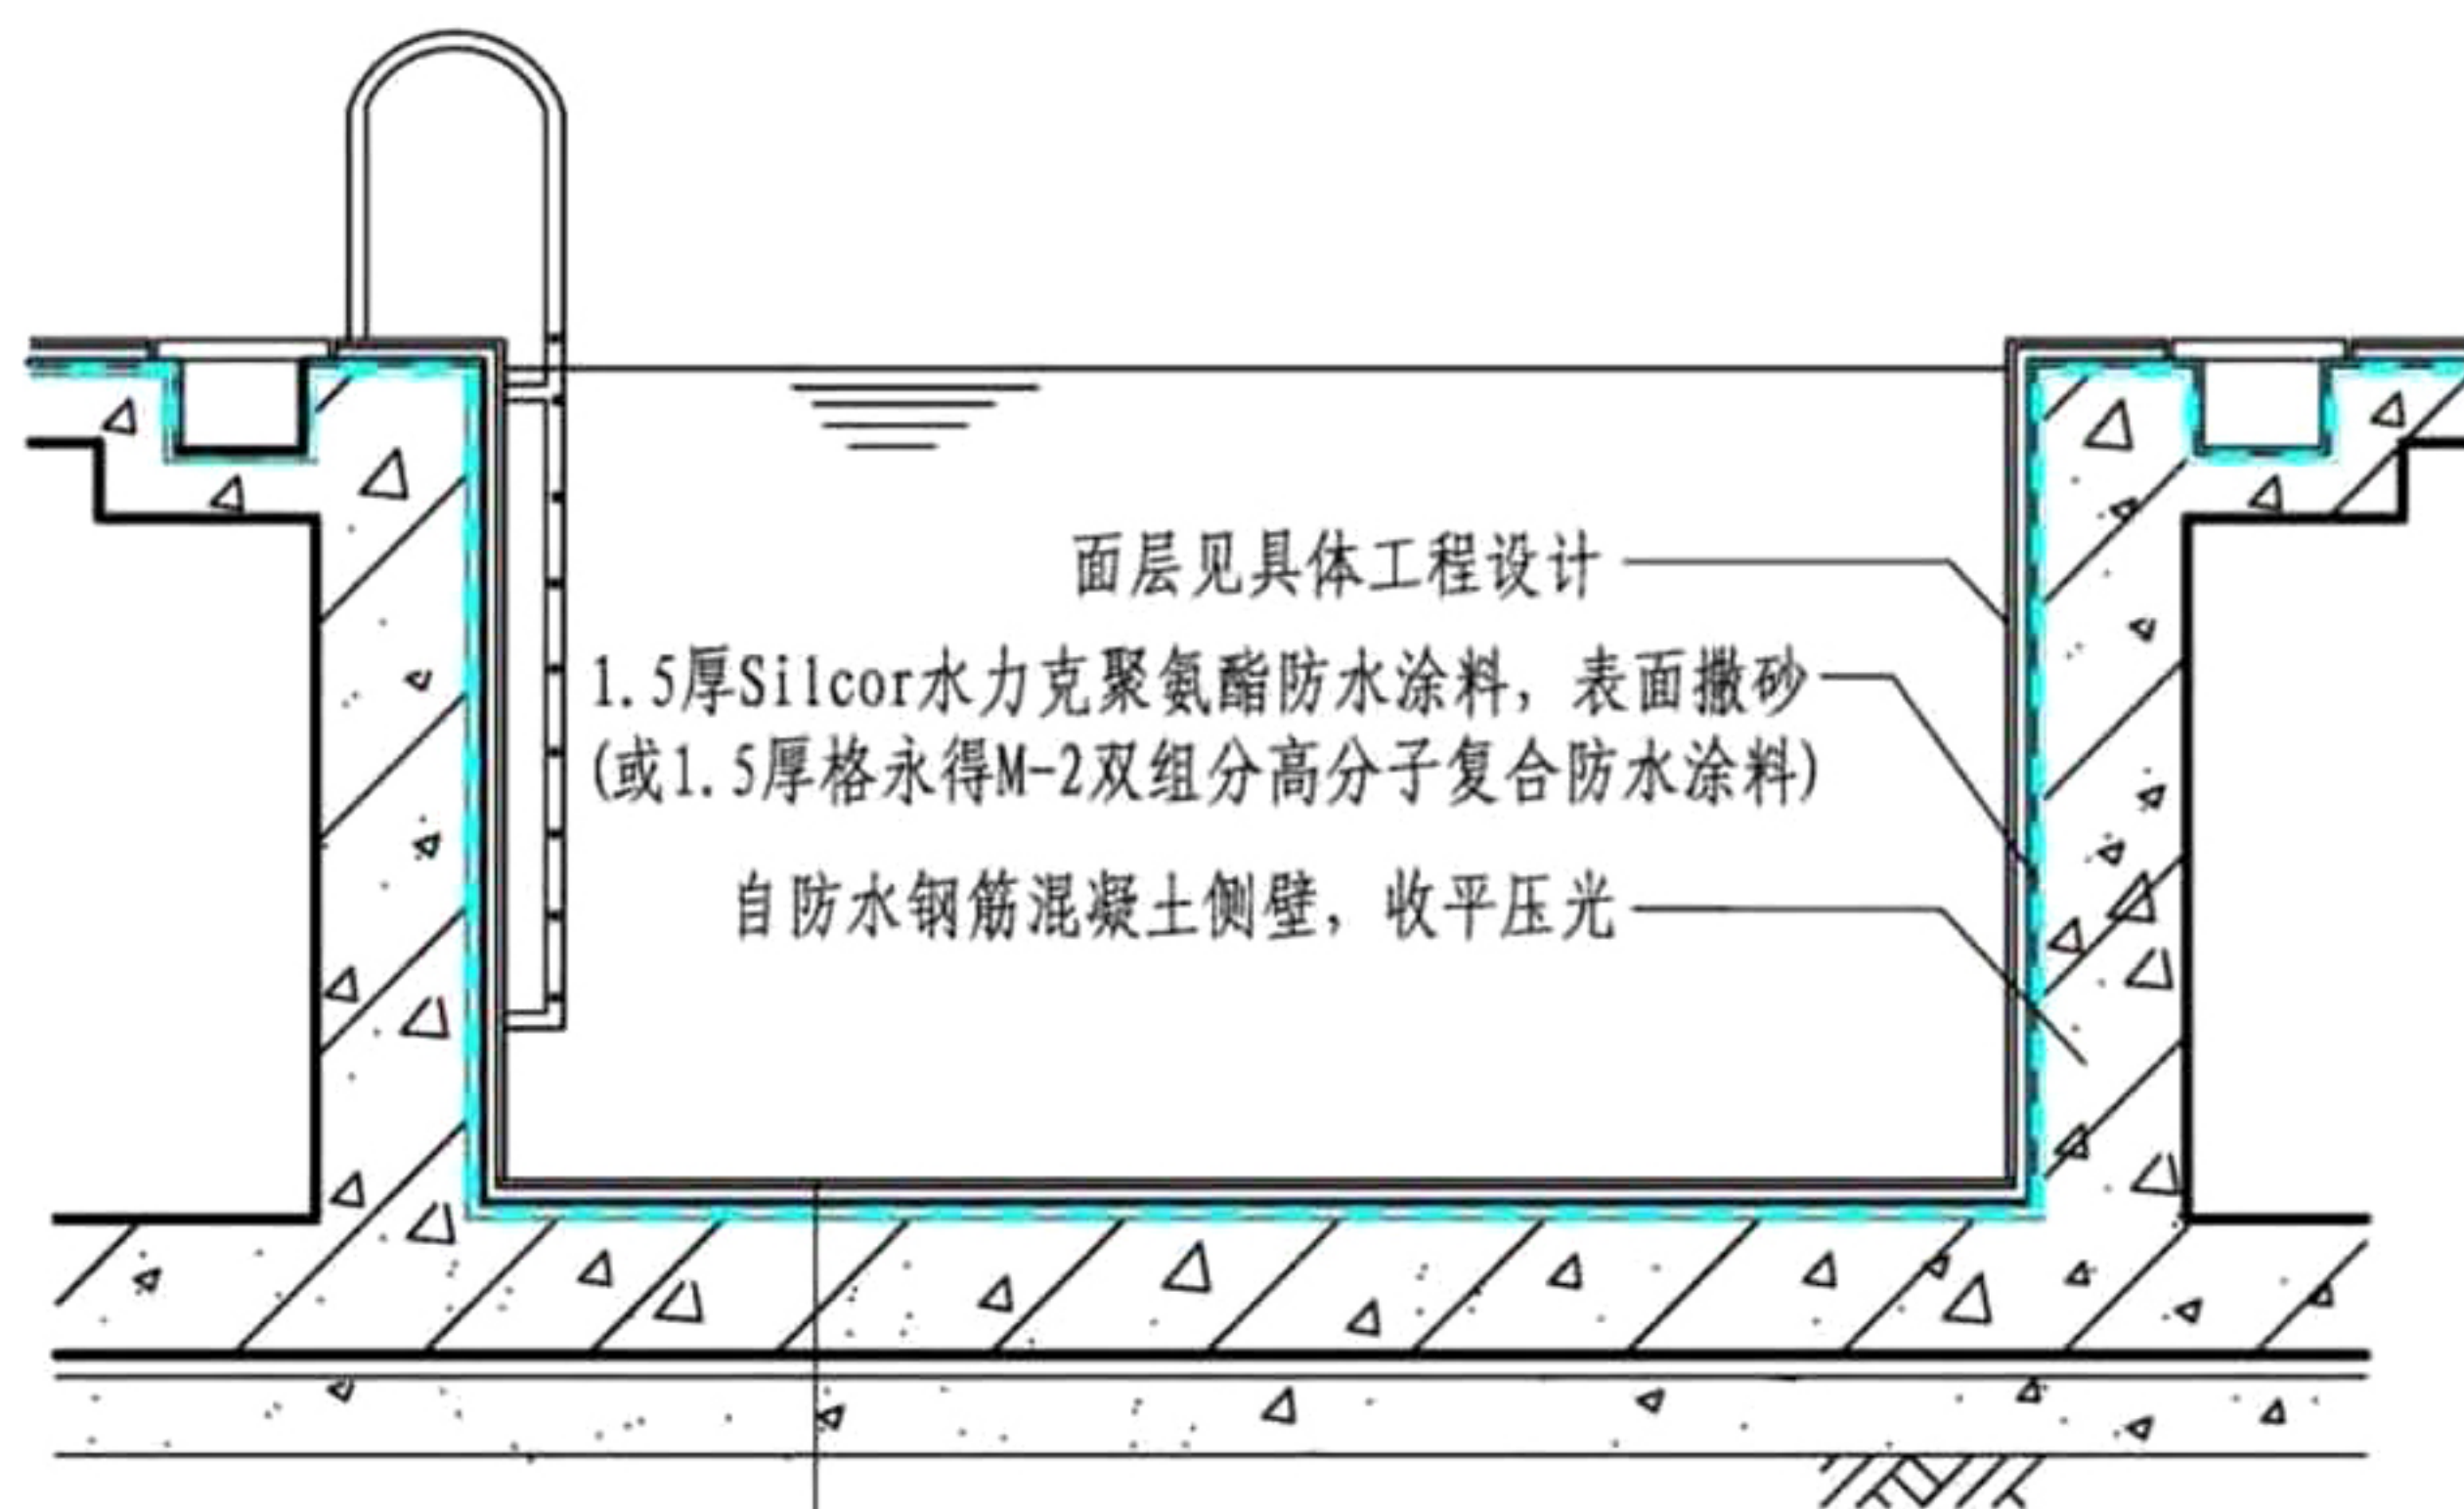 面层见具体工程设计
1.5厚Silcor水力克聚氨酯防水涂料，表面撒砂
(或1.5厚格永得M-2双组分高分子复合防水涂料)
自防水钢筋混凝土侧壁，收平压光